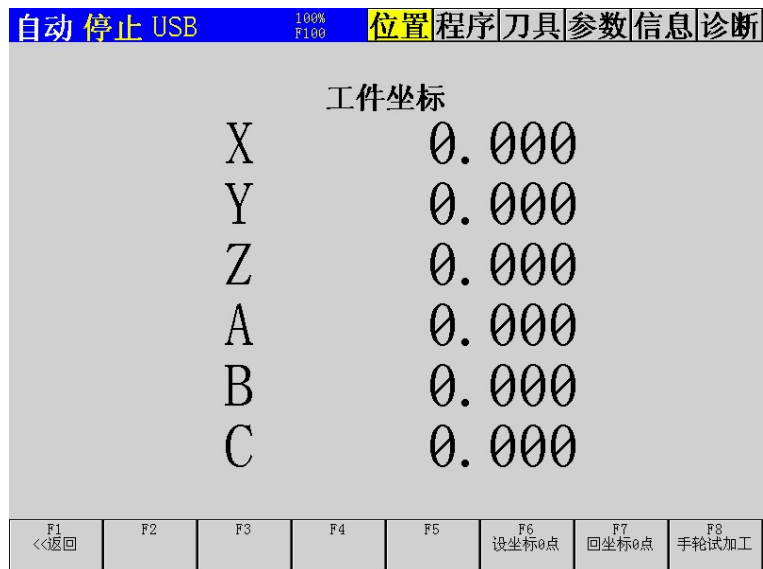 自动 停止 USB 100% F100 位置 程序 刀具 参数 信息 诊断
工件坐标
X 0.000
Y 0.000
Z 0.000
A 0.000
B 0.000
C 0.000
F1 F2 F3 F4 F5 F6 F7 F8
<<返回 设坐标0点 回坐标0点 手轮试加工